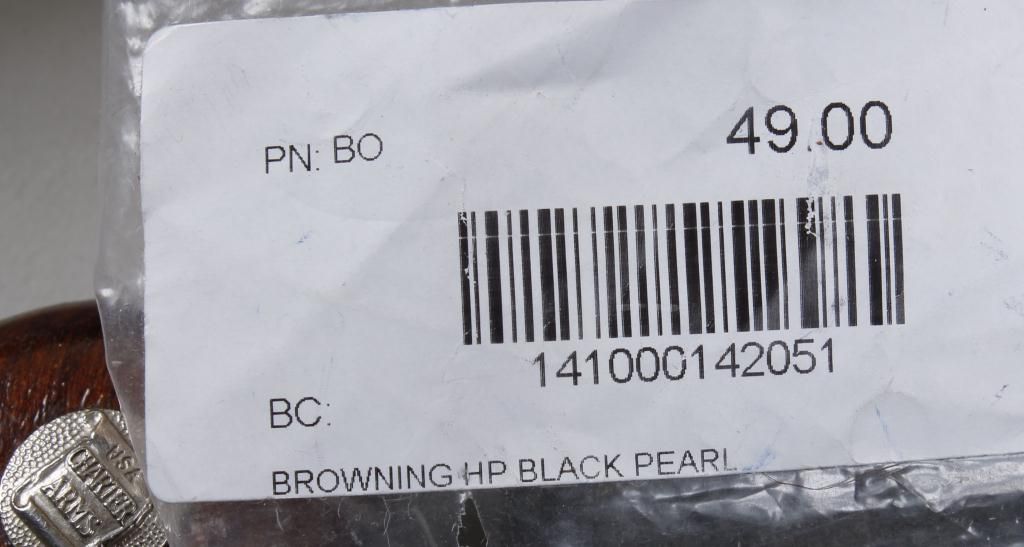 PN: BO
49.00
141000142051
BC:
BROWNING HP BLACK PEARL
USA
CHARTER
ARMS